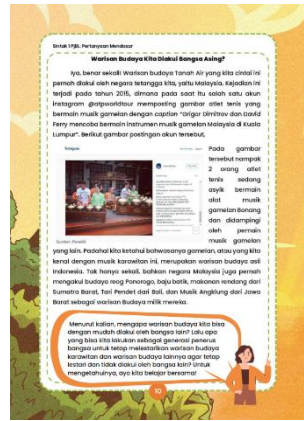 Sintak 1 PjBL: Pertanyaan Mendasar
Warisan Budaya Kita Diakui Bangsa Asing?
Iya, benar sekali! Warisan budaya Tanah Air yang kita cintai ini
pernah diakui oleh negara tetangga kita, yaitu Malaysia. Kejadian ini
terjadi pada tahun 2015, dimana pada saat itu salah satu akun
instagram @atpworldtour memposting gambar atlet tenis yang
bermain musik gamelan dengan caption "Grigor Dimitrov dan David
Ferry mencoba bermain instrumen musik gamelan Malaysia di Kuala
Lumpur". Berikut gambar postingan akun tersebut,
Pada gambar
tersebut nampak
2 orang atlet
tenis sedang
asyik bermain
alat musik
gamelan Bonang
dan didampingi
oleh pemain
musik gamelan
yang lain. Padahal kita ketahui bahwasanya gamelan, atau yang kita
kenal dengan musik karawitan ini, merupakan warisan budaya asli
Indonesia. Tak hanya sekali, bahkan negara Malaysia juga pernah
mengakui budaya reog Ponorogo, baju batik, makanan rendang dari
Sumatra Barat, Tari Pendet dari Bali, dan Musik Angklung dari Jawa
Barat sebagai warisan Budaya milik mereka.
Menurut kalian, mengapa warisan budaya kita bisa
dengan mudah diakui oleh bangsa lain? Lalu apa
yang bisa kita lakukan sebagai generasi penerus
bangsa untuk tetap melestarikan warisan budaya
karawitan dan warisan budaya lainnya agar tetap
lestari dan tidak diakui oleh bangsa lain? Untuk
mengetahuinya, ayo kita belajar bersama!
10